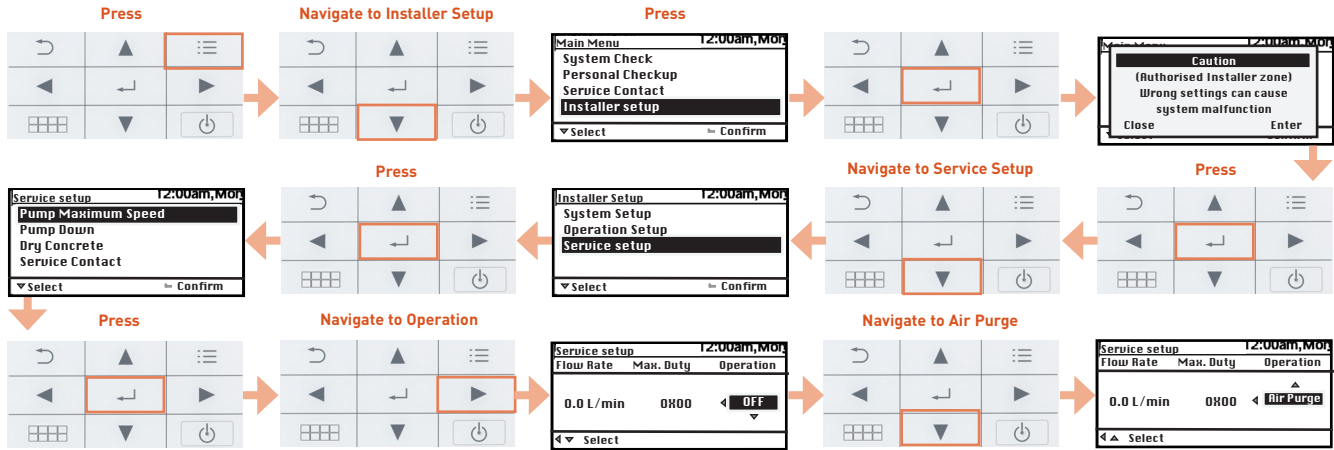 Press
Navigate to Installer Setup
Press
Main Menu 12:00am,Mon
System Check
Personal Checkup
Service Contact
Installer setup
Select Confirm
12:00am,Mon
Caution
(Authorised Installer zone)
Wrong settings can cause
system malfunction
Close Enter
Press
Navigate to Service Setup
Press
Service setup 12:00am,Mon
Pump Maximum Speed
Pump Down
Dry Concrete
Service Contact
Select Confirm
Installer Setup 12:00am,Mon
System Setup
Operation Setup
Service setup
Select Confirm
Press
Navigate to Operation
Navigate to Air Purge
Service setup 12:00am,Mon
Flow Rate Max. Duty Operation
0.0 L/min 0X00 OFF
Select
Service setup 12:00am,Mon
Flow Rate Max. Duty Operation
0.0 L/min 0X00 Air Purge
Select